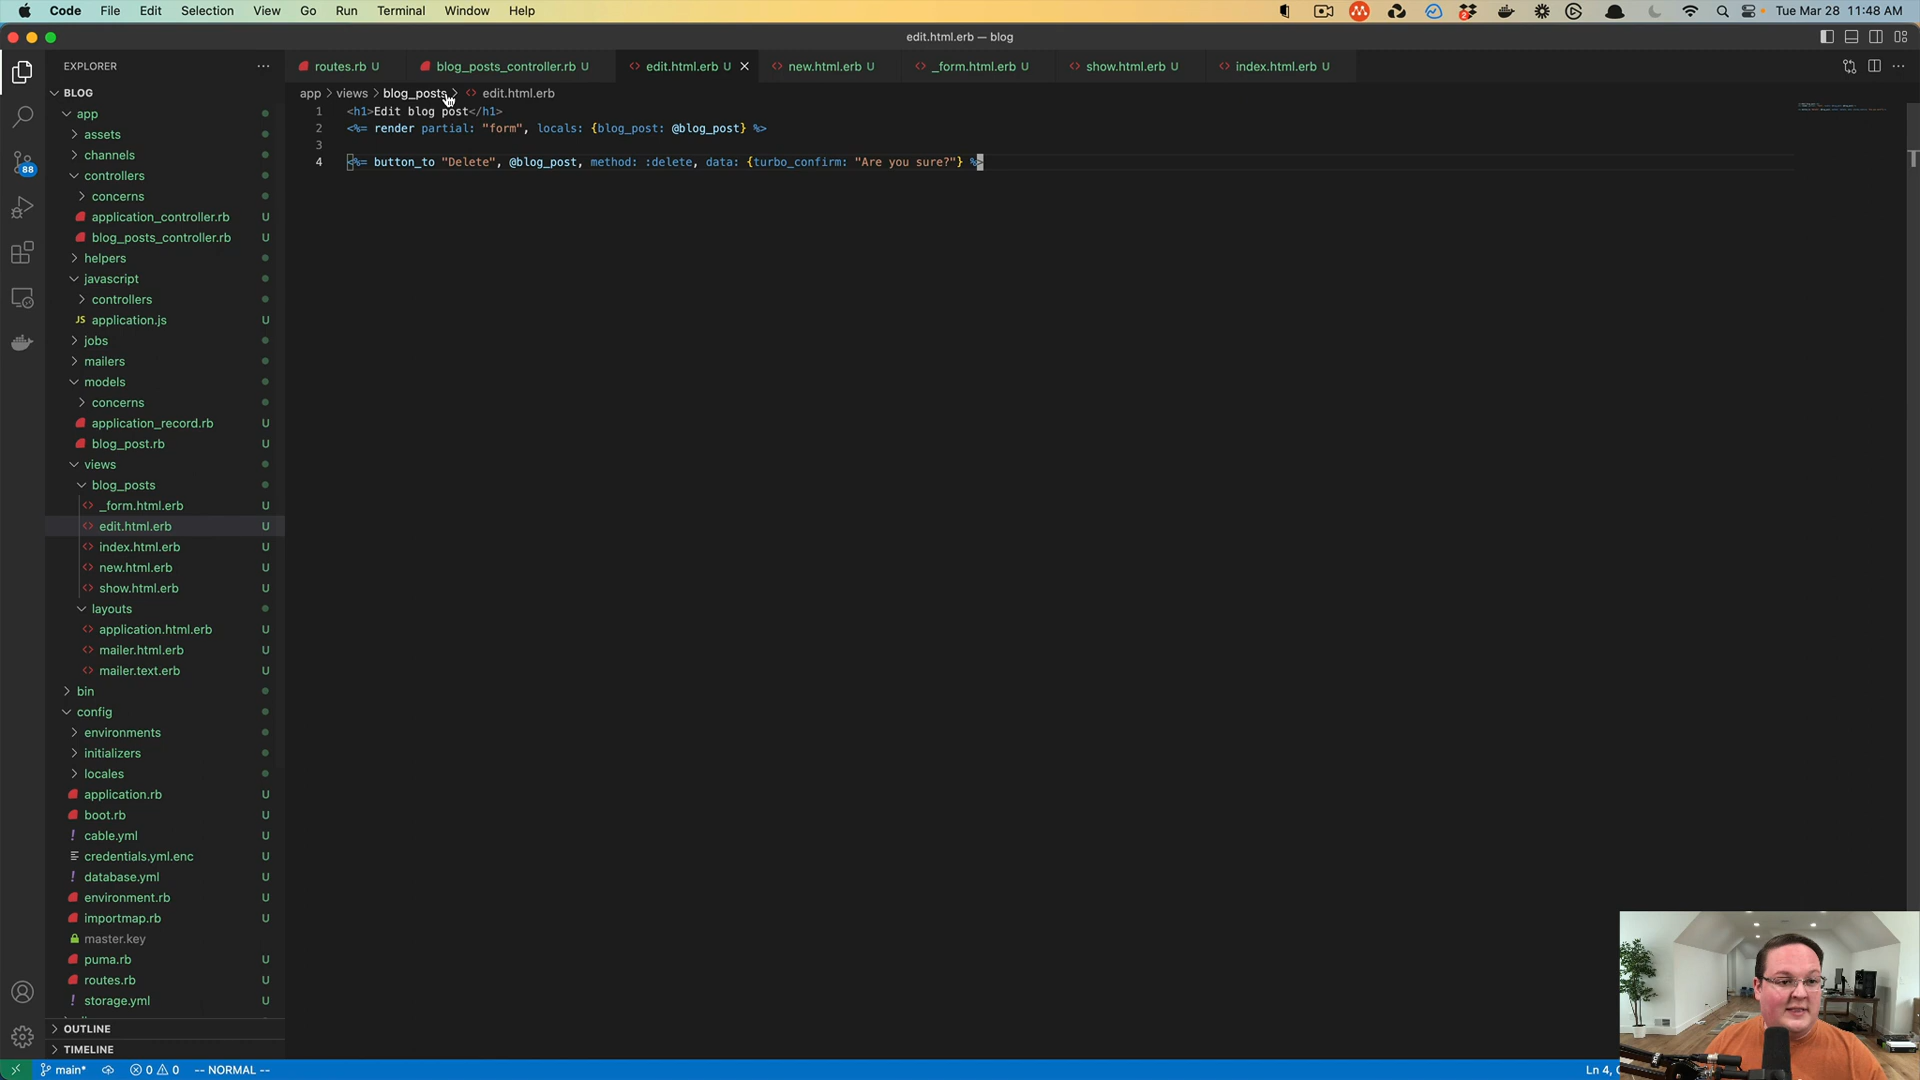 Code File Edit Selection View Go Run Terminal Window Help Tue Mar 28 11:48 AM
edit.html.erb — blog
EXPLORER
routes.rb U blog_posts_controller.rb U edit.html.erb U new.html.erb U _form.html.erb U show.html.erb U index.html.erb U
BLOG
app > views > blog_posts > edit.html.erb
1 <h1>Edit blog post</h1>
2 <%= render partial: "form", locals: {blog_post: @blog_post} %>
3
4 <%= button_to "Delete", @blog_post, method: :delete, data: {turbo_confirm: "Are you sure?"} %>
app
assets
channels
controllers
concerns
application_controller.rb U
blog_posts_controller.rb U
helpers
javascript
controllers
JS application.js U
jobs
mailers
models
concerns
application_record.rb U
blog_post.rb U
views
blog_posts
_form.html.erb U
edit.html.erb U
index.html.erb U
new.html.erb U
show.html.erb U
layouts
application.html.erb U
mailer.html.erb U
mailer.text.erb U
bin
config
environments
initializers
locales
application.rb U
boot.rb U
! cable.yml U
credentials.yml.enc U
! database.yml U
environment.rb U
importmap.rb U
master.key
puma.rb U
routes.rb U
! storage.yml U
OUTLINE
TIMELINE
88
2
main* 0 0 -- NORMAL --
Ln 4,